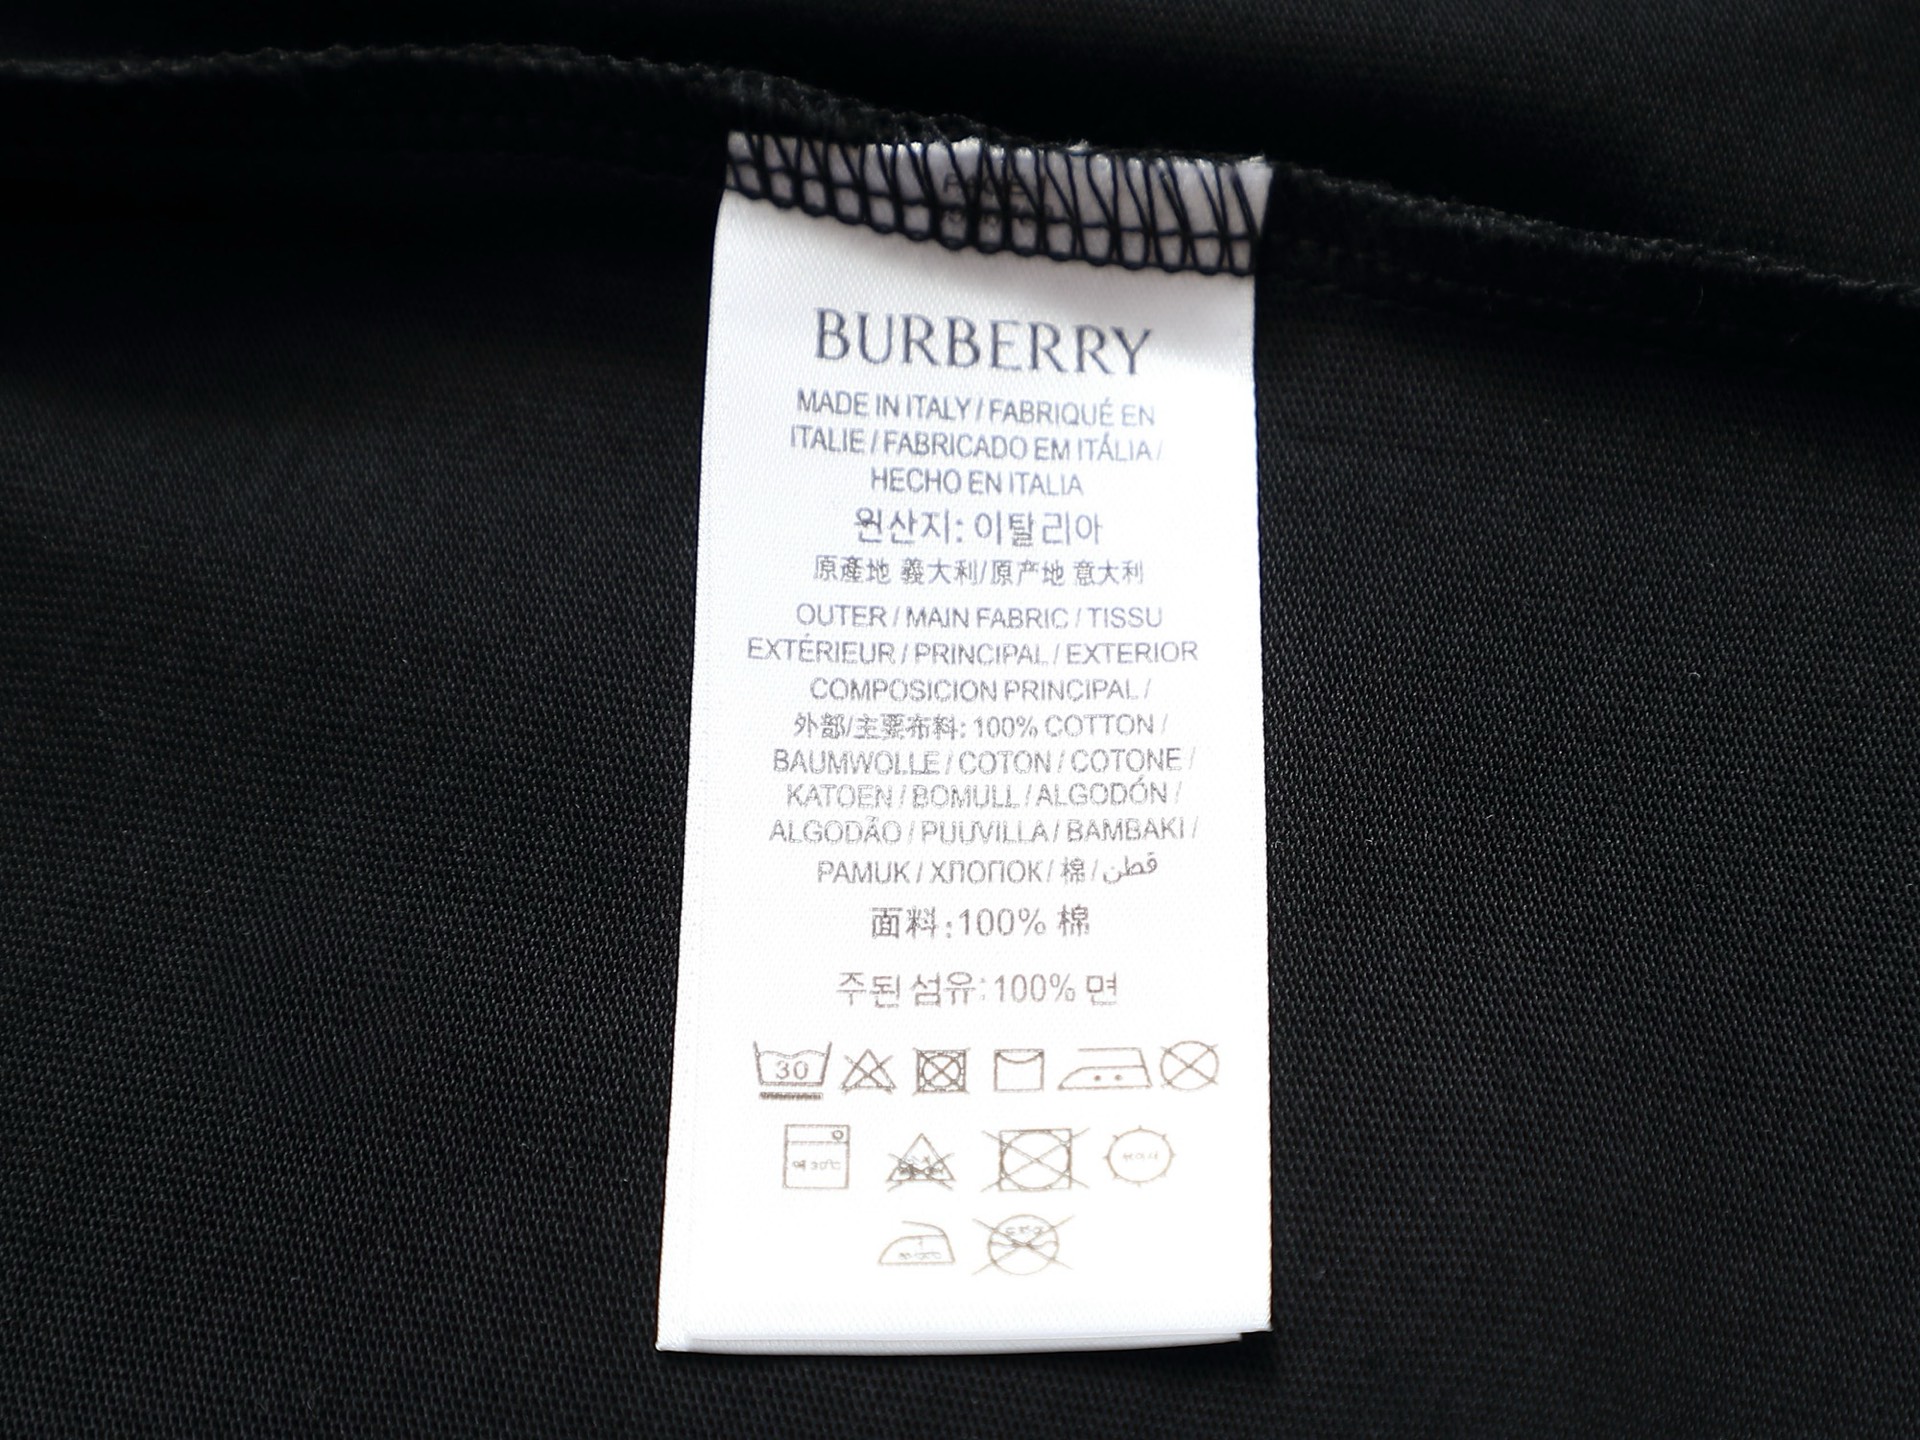 BURBERRY
MADE IN ITALY / FABRIQUÉ EN
ITALIE / FABRICADO EM ITÁLIA /
HECHO EN ITALIA
원산지: 이탈리아
原產地 義大利/原产地 意大利
OUTER / MAIN FABRIC / TISSU
EXTÉRIEUR / PRINCIPAL / EXTERIOR
COMPOSICION PRINCIPAL /
外部/主要布料: 100% COTTON /
BAUMWOLLE / COTON / COTONE /
KATOEN / BOMULL / ALGODÓN /
ALGODÃO / PUUVILLA / BAMBAKI /
PAMUK / ХЛОПОК / 棉 / قطن
面料:100% 棉
주된 섬유:100% 면
30
30℃